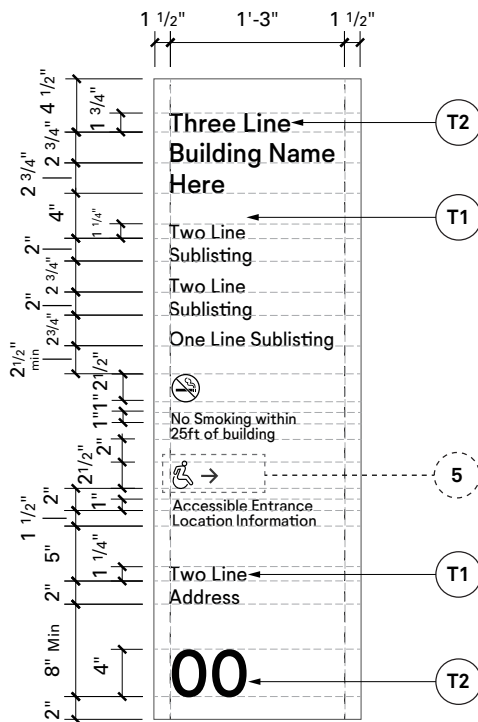 1 1/2" 1'-3" 1 1/2"
4 1/2"
1 3/4"
2 3/4"
2 3/4"
4"
1 1/4"
2"
2 3/4"
2"
2 3/4"
2 1/2" min
2 1/2"
1"
1"
2"
2 1/2"
2"
1"
1 1/2"
5"
1 1/4"
2"
8" Min
4"
2"
Three Line
Building Name
Here
Two Line
Sublisting
Two Line
Sublisting
One Line Sublisting
No Smoking within
25ft of building
Accessible Entrance
Location Information
Two Line
Address
00
T2
T1
5
T1
T2